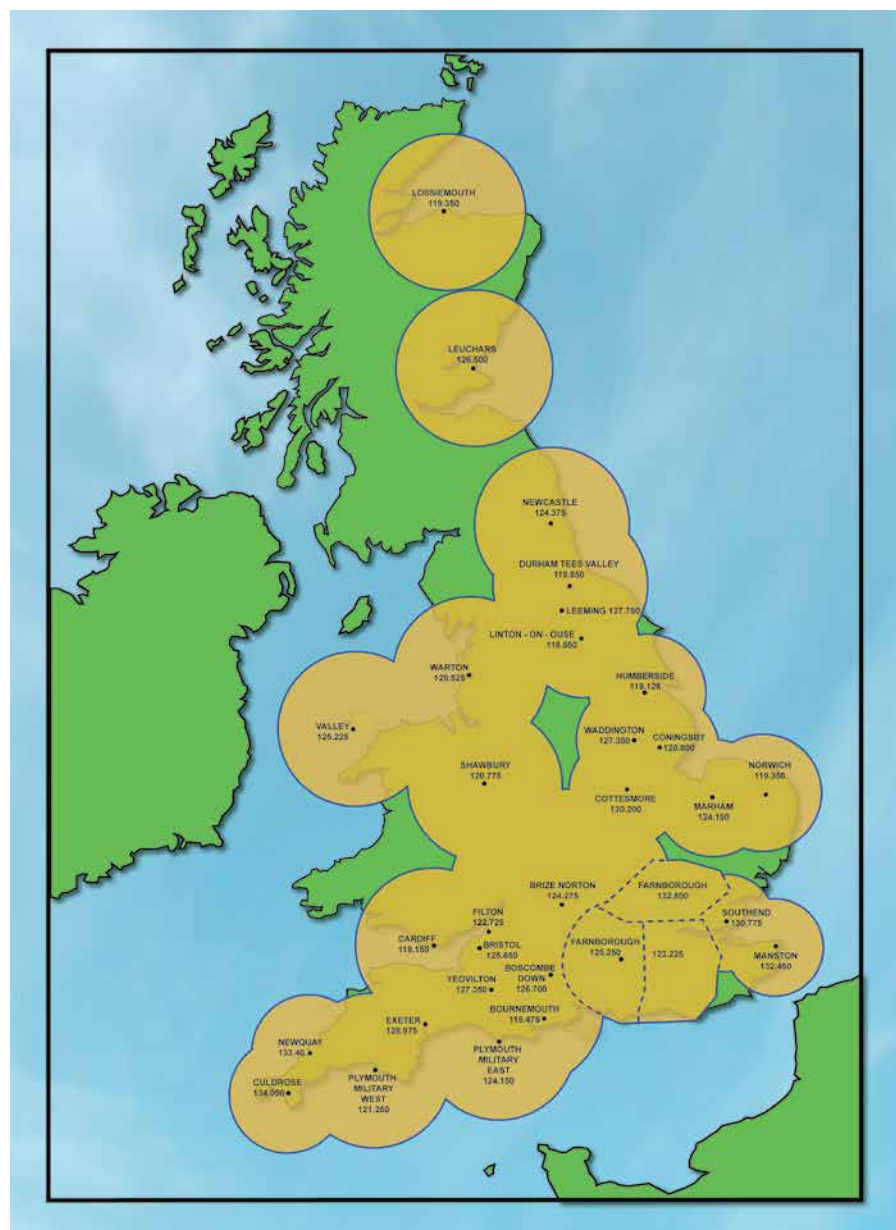 LOSSIEMOUTH
119.350
LEUCHARS
126.500
NEWCASTLE
124.375
DURHAM TEES VALLEY
118.850
LEEMING 127.750
LINTON - ON - OUSE
118.550
WARTON
129.525
HUMBERSIDE
119.125
VALLEY
125.225
WADDINGTON
127.350
CONINGSBY
120.800
SHAWBURY
120.775
NORWICH
119.350
COTTESMORE
130.200
MARHAM
124.150
BRIZE NORTON
124.275
FARNBOROUGH
132.800
FILTON
122.725
SOUTHEND
130.775
CARDIFF
119.150
BRISTOL
125.650
FARNBOROUGH
125.250
123.225
MANSTON
132.450
BOSCOMBE
DOWN
126.700
YEOVILTON
127.350
BOURNEMOUTH
119.475
EXETER
128.975
NEWQUAY
133.40
PLYMOUTH
MILITARY
EAST
124.150
CULDROSE
134.050
PLYMOUTH
MILITARY
WEST
121.250